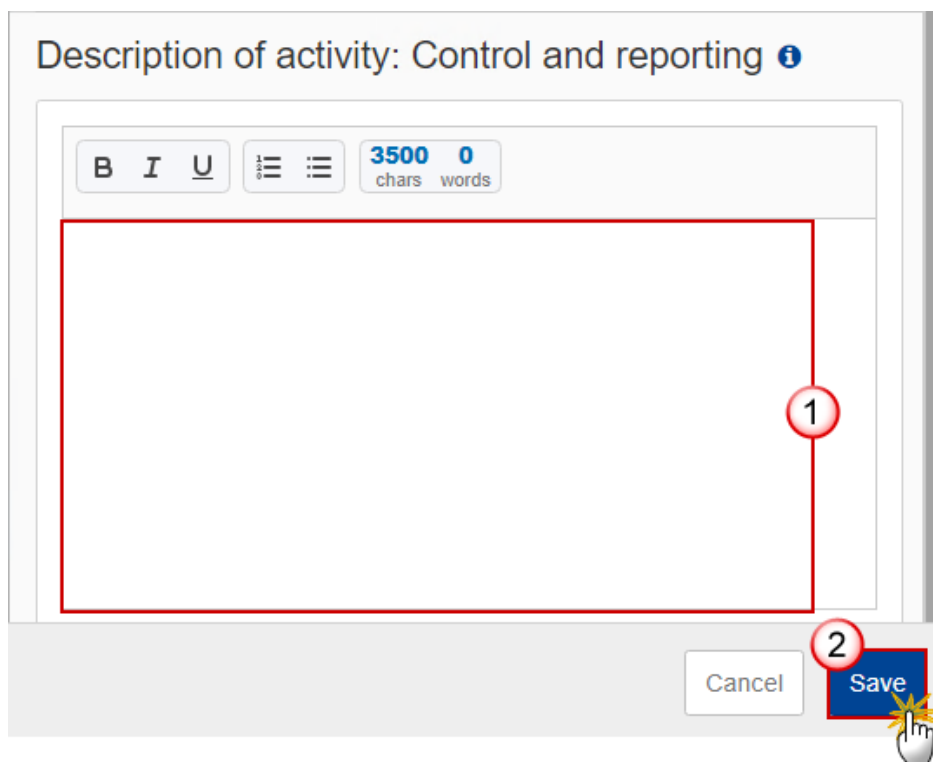 Description of activity: Control and reporting
B I U 3500 chars 0 words
1
2
Cancel Save